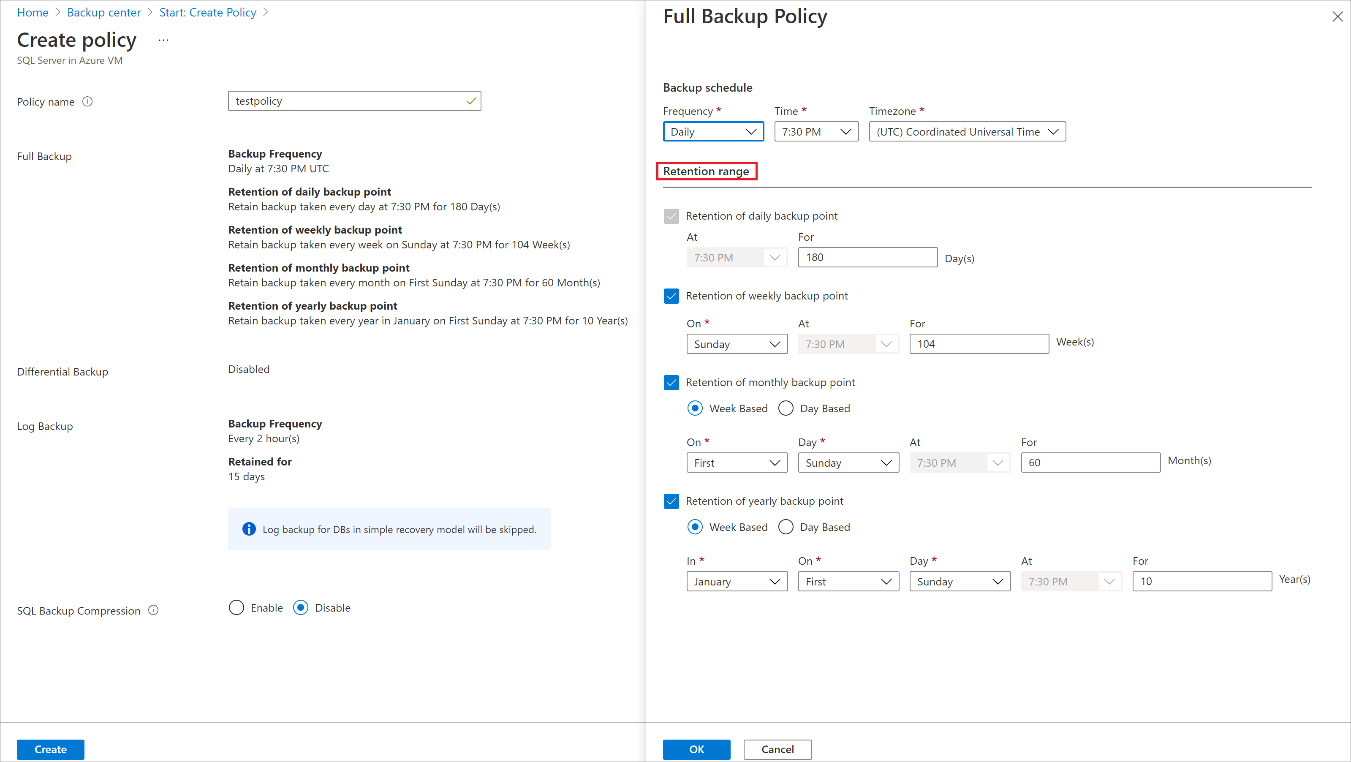 Home > Backup center > Start: Create Policy >
Create policy ...
SQL Server in Azure VM
Policy name
testpolicy
Full Backup
Backup Frequency
Daily at 7:30 PM UTC
Retention of daily backup point
Retain backup taken every day at 7:30 PM for 180 Day(s)
Retention of weekly backup point
Retain backup taken every week on Sunday at 7:30 PM for 104 Week(s)
Retention of monthly backup point
Retain backup taken every month on First Sunday at 7:30 PM for 60 Month(s)
Retention of yearly backup point
Retain backup taken every year in January on First Sunday at 7:30 PM for 10 Year(s)
Differential Backup
Disabled
Log Backup
Backup Frequency
Every 2 hour(s)
Retained for
15 days
Log backup for DBs in simple recovery model will be skipped.
SQL Backup Compression
Enable Disable
Create
Full Backup Policy
Backup schedule
Frequency * Time * Timezone *
Daily 7:30 PM (UTC) Coordinated Universal Time
Retention range
Retention of daily backup point
At For
7:30 PM 180 Day(s)
Retention of weekly backup point
On * At For
Sunday 7:30 PM 104 Week(s)
Retention of monthly backup point
Week Based Day Based
On * Day * At For
First Sunday 7:30 PM 60 Month(s)
Retention of yearly backup point
Week Based Day Based
In * On * Day * At For
January First Sunday 7:30 PM 10 Year(s)
OK Cancel